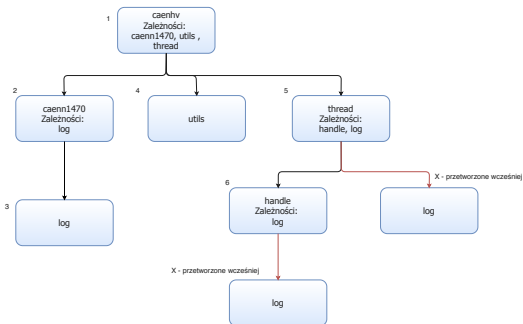 1
caenhv
Zależności:
caenn1470, utils ,
thread
2
caenn1470
Zależności:
log
4
utils
5
thread
Zależności:
handle, log
X - przetworzone wcześniej
3
log
6
handle
Zależności:
log
log
X - przetworzone wcześniej
log